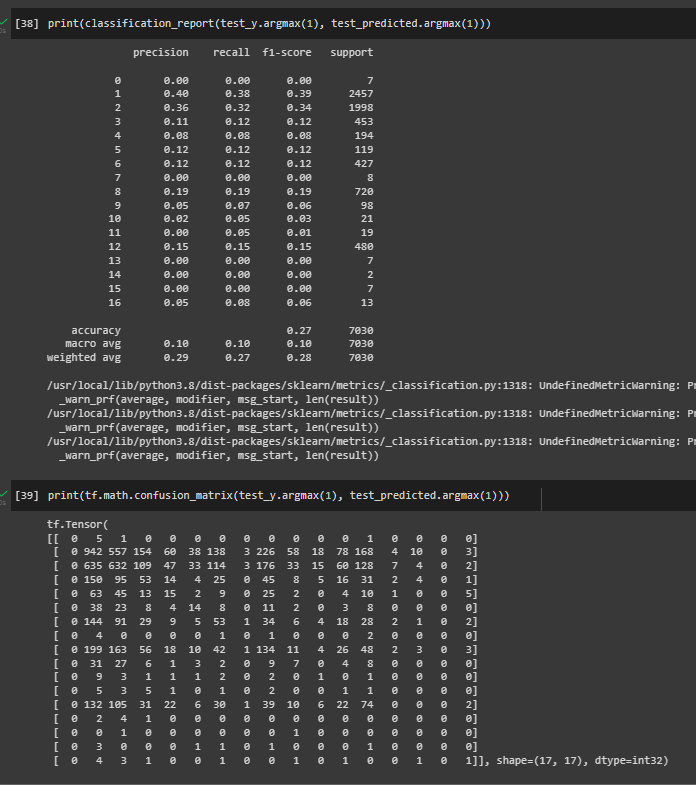 [38] print(classification_report(test_y.argmax(1), test_predicted.argmax(1)))
precision recall f1-score support
0 0.00 0.00 0.00 7
1 0.40 0.38 0.39 2457
2 0.36 0.32 0.34 1998
3 0.11 0.12 0.12 453
4 0.08 0.08 0.08 194
5 0.12 0.12 0.12 119
6 0.12 0.12 0.12 427
7 0.00 0.00 0.00 8
8 0.19 0.19 0.19 720
9 0.05 0.07 0.06 98
10 0.02 0.05 0.03 21
11 0.00 0.05 0.01 19
12 0.15 0.15 0.15 480
13 0.00 0.00 0.00 7
14 0.00 0.00 0.00 2
15 0.00 0.00 0.00 7
16 0.05 0.08 0.06 13
accuracy 0.27 7030
macro avg 0.10 0.10 0.10 7030
weighted avg 0.29 0.27 0.28 7030
/usr/local/lib/python3.8/dist-packages/sklearn/metrics/_classification.py:1318: UndefinedMetricWarning: Pr
_warn_prf(average, modifier, msg_start, len(result))
/usr/local/lib/python3.8/dist-packages/sklearn/metrics/_classification.py:1318: UndefinedMetricWarning: Pr
_warn_prf(average, modifier, msg_start, len(result))
/usr/local/lib/python3.8/dist-packages/sklearn/metrics/_classification.py:1318: UndefinedMetricWarning: Pr
_warn_prf(average, modifier, msg_start, len(result))
[39] print(tf.math.confusion_matrix(test_y.argmax(1), test_predicted.argmax(1)))
tf.Tensor(
[[ 0 5 1 0 0 0 0 0 0 0 0 0 1 0 0 0 0]
[ 0 942 557 154 60 38 138 3 226 58 18 78 168 4 10 0 3]
[ 0 635 632 109 47 33 114 3 176 33 15 60 128 7 4 0 2]
[ 0 150 95 53 14 4 25 0 45 8 5 16 31 2 4 0 1]
[ 0 63 45 13 15 2 9 0 25 2 0 4 10 1 0 0 5]
[ 0 38 23 8 4 14 8 0 11 2 0 3 8 0 0 0 0]
[ 0 144 91 29 9 5 53 1 34 6 4 18 28 2 1 0 2]
[ 0 4 0 0 0 0 1 0 1 0 0 0 2 0 0 0 0]
[ 0 199 163 56 18 10 42 1 134 11 4 26 48 2 3 0 3]
[ 0 31 27 6 1 3 2 0 9 7 0 4 8 0 0 0 0]
[ 0 9 3 1 1 1 2 0 2 0 1 0 1 0 0 0 0]
[ 0 5 3 5 1 0 1 0 2 0 0 1 1 0 0 0 0]
[ 0 132 105 31 22 6 30 1 39 10 6 22 74 0 0 0 2]
[ 0 2 4 1 0 0 0 0 0 0 0 0 0 0 0 0 0]
[ 0 0 1 0 0 0 0 0 0 1 0 0 0 0 0 0 0]
[ 0 3 0 0 0 1 1 0 1 0 0 0 1 0 0 0 0]
[ 0 4 3 1 0 0 1 0 0 1 0 1 0 0 1 0 1]], shape=(17, 17), dtype=int32)